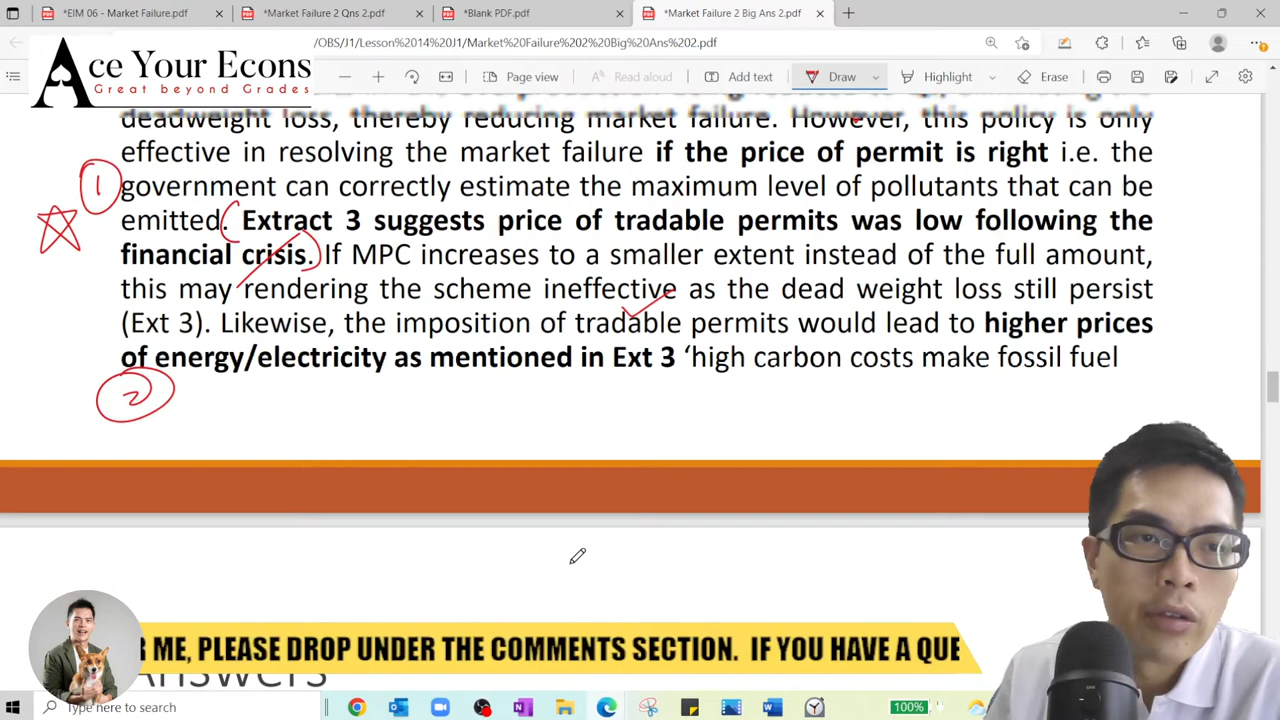 *EIM 06 - Market Failure.pdf
*Market Failure 2 Qns 2.pdf
*Blank PDF.pdf
*Market Failure 2 Big Ans 2.pdf
/OBS/J1/Lesson%2014%20J1/Market%20Failure%202%20Big%20Ans%202.pdf
Ace Your Econs
Great beyond Grades
Page view
Read aloud
Add text
Draw
Highlight
Erase
deadweight loss, thereby reducing market failure. However, this policy is only
effective in resolving the market failure if the price of permit is right i.e. the
1
government can correctly estimate the maximum level of pollutants that can be
emitted. Extract 3 suggests price of tradable permits was low following the
financial crisis. If MPC increases to a smaller extent instead of the full amount,
this may rendering the scheme ineffective as the dead weight loss still persist
(Ext 3). Likewise, the imposition of tradable permits would lead to higher prices
of energy/electricity as mentioned in Ext 3 ‘high carbon costs make fossil fuel
2
R ME, PLEASE DROP UNDER THE COMMENTS SECTION. IF YOU HAVE A QUE
Answers
Type here to search
100%